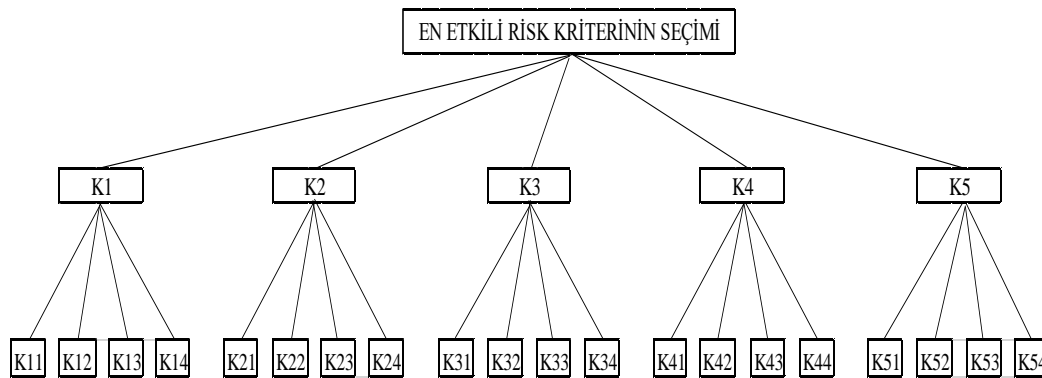 EN ETKİLİ RİSK KRİTERİNİN SEÇİMİ
K1 K2 K3 K4 K5
K11 K12 K13 K14 K21 K22 K23 K24 K31 K32 K33 K34 K41 K42 K43 K44 K51 K52 K53 K54